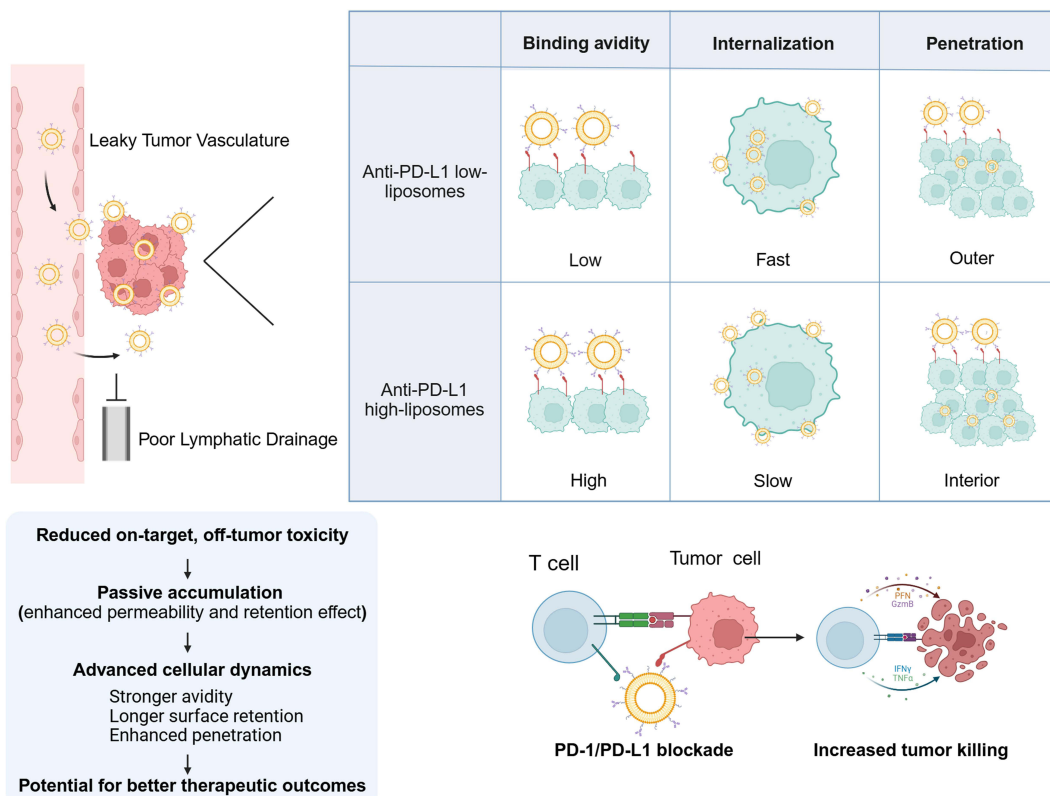 Binding avidity
Internalization
Penetration
Leaky Tumor Vasculature
Anti-PD-L1 low-
liposomes
Low
Fast
Outer
Anti-PD-L1
high-liposomes
Poor Lymphatic Drainage
High
Slow
Interior
Reduced on-target, off-tumor toxicity
Passive accumulation
(enhanced permeability and retention effect)
Advanced cellular dynamics
Stronger avidity
Longer surface retention
Enhanced penetration
Potential for better therapeutic outcomes
T cell
Tumor cell
PD-1/PD-L1 blockade
PFN
GzmB
IFNγ
TNFα
Increased tumor killing